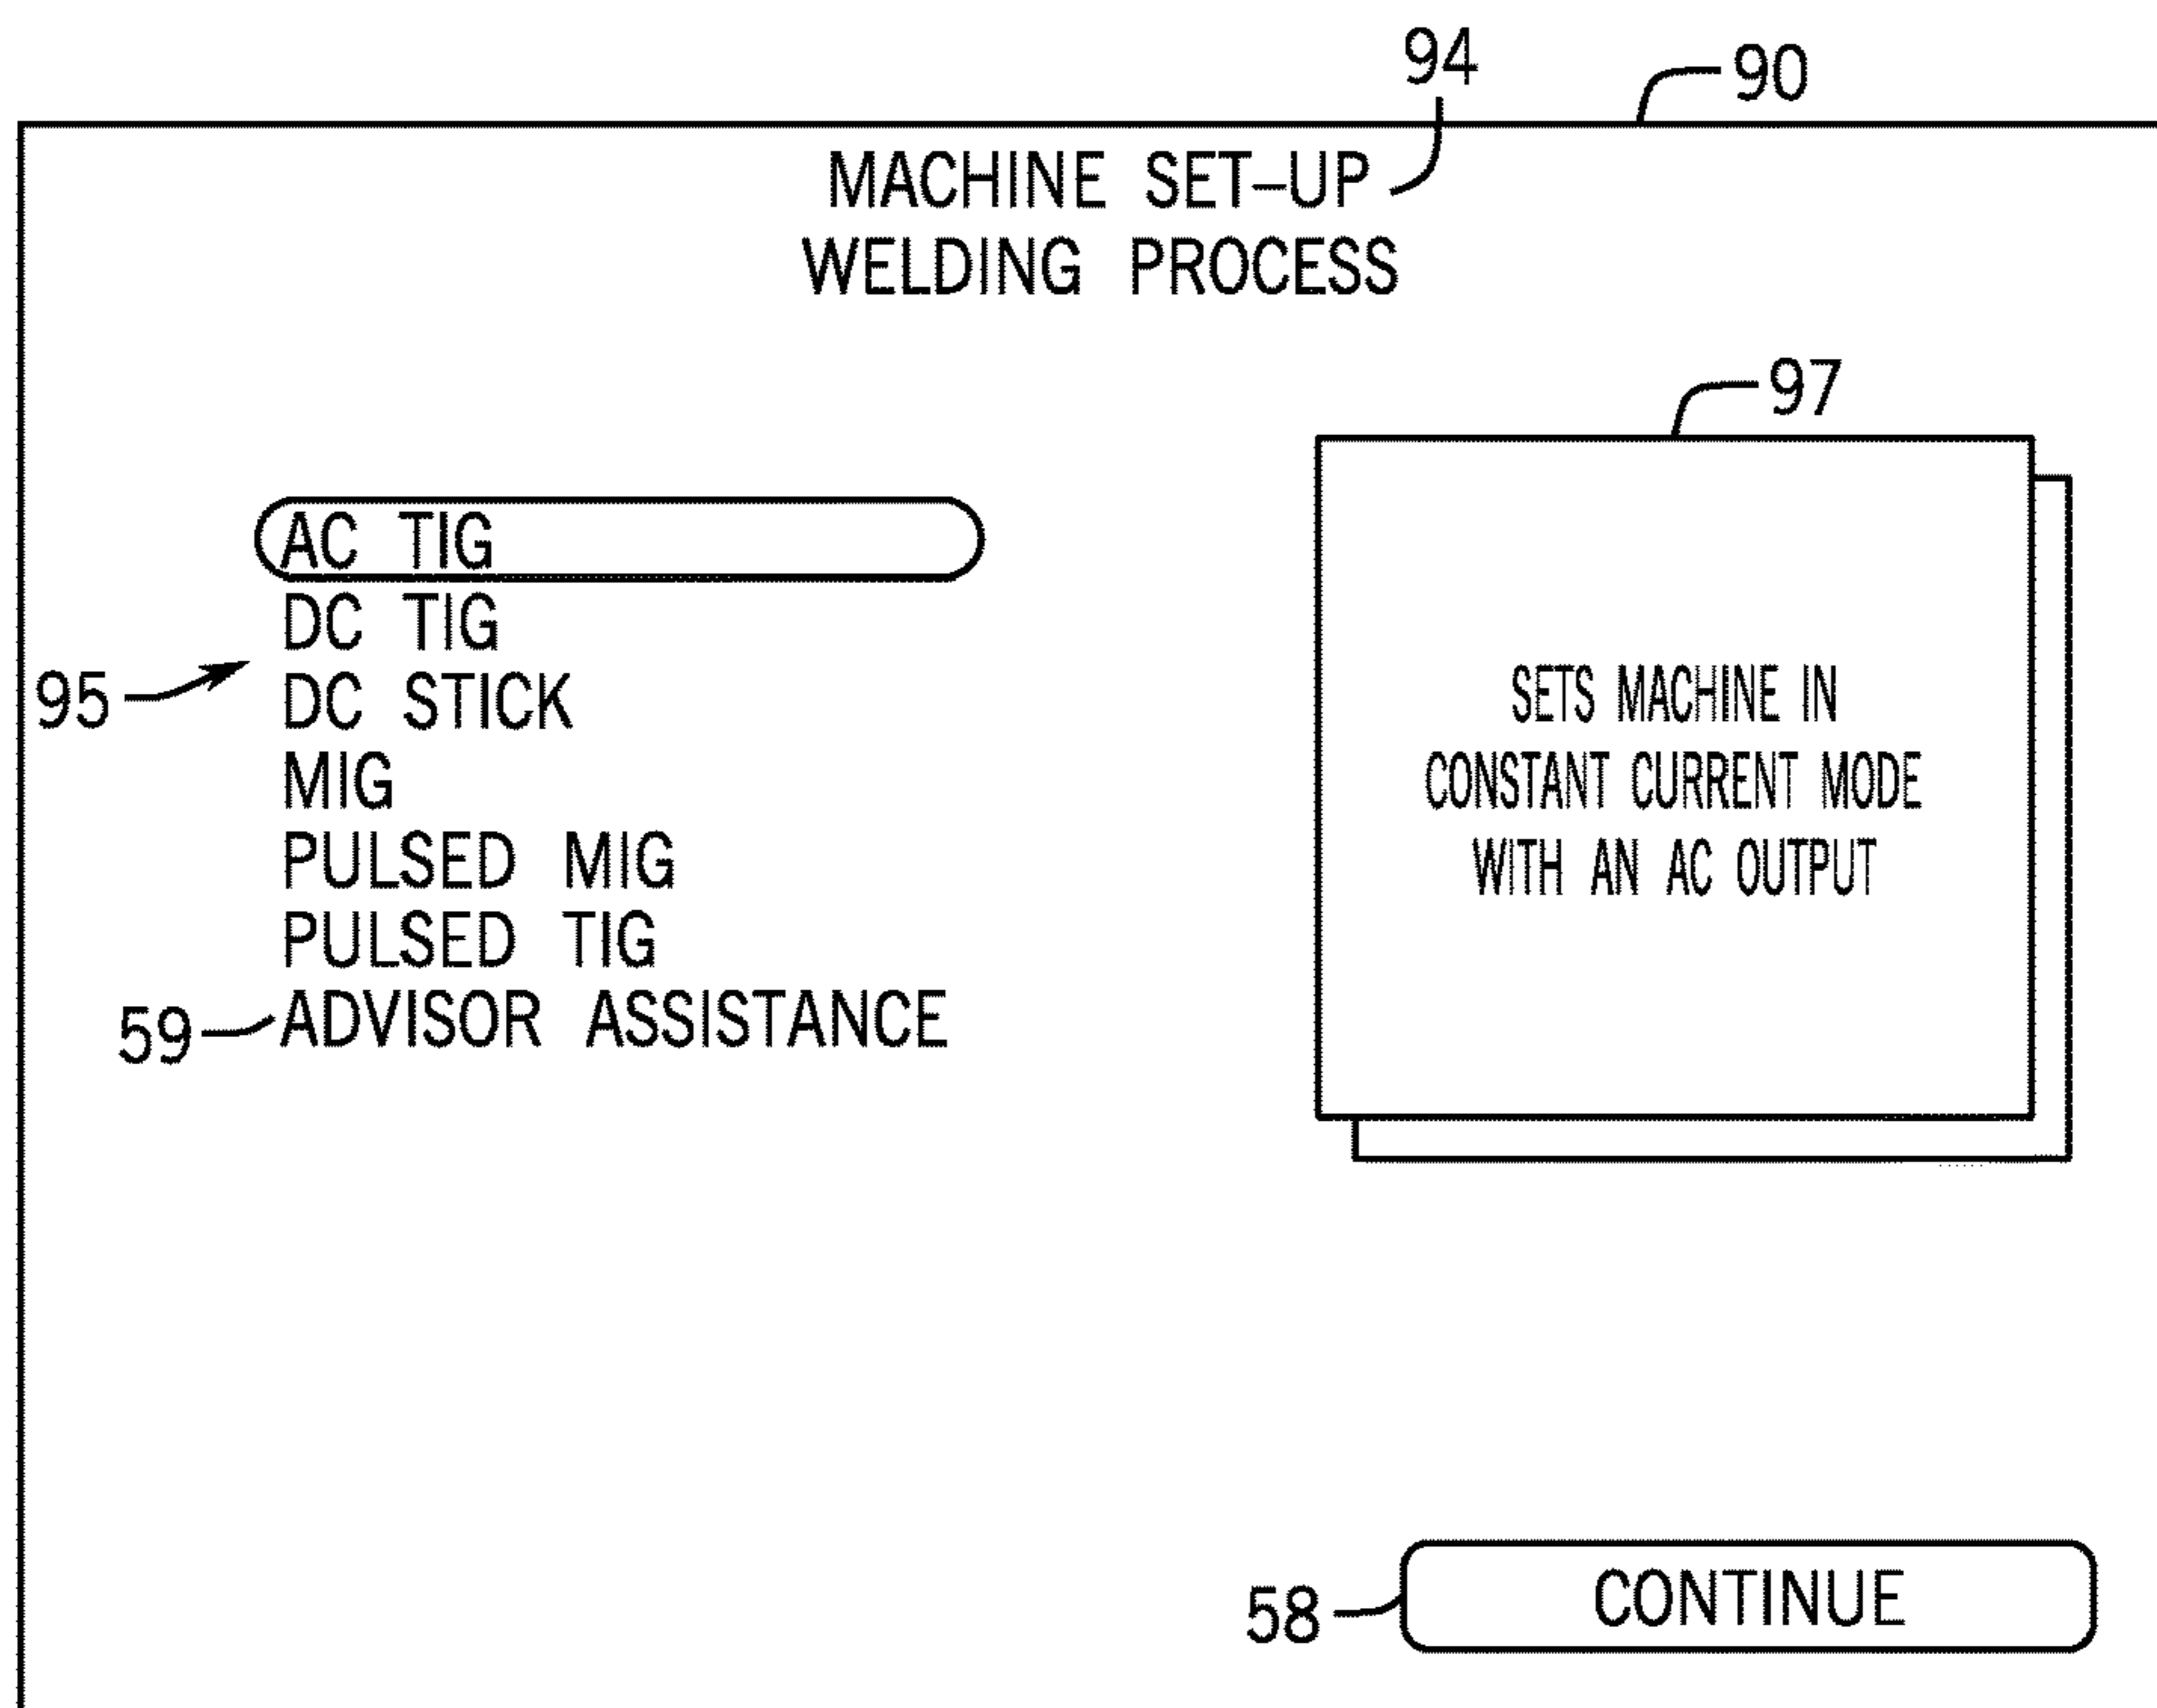 94
90
MACHINE SET-UP
WELDING PROCESS
97
AC TIG
DC TIG
95
DC STICK
MIG
PULSED MIG
PULSED TIG
59
ADVISOR ASSISTANCE
SETS MACHINE IN
CONSTANT CURRENT MODE
WITH AN AC OUTPUT
58
CONTINUE